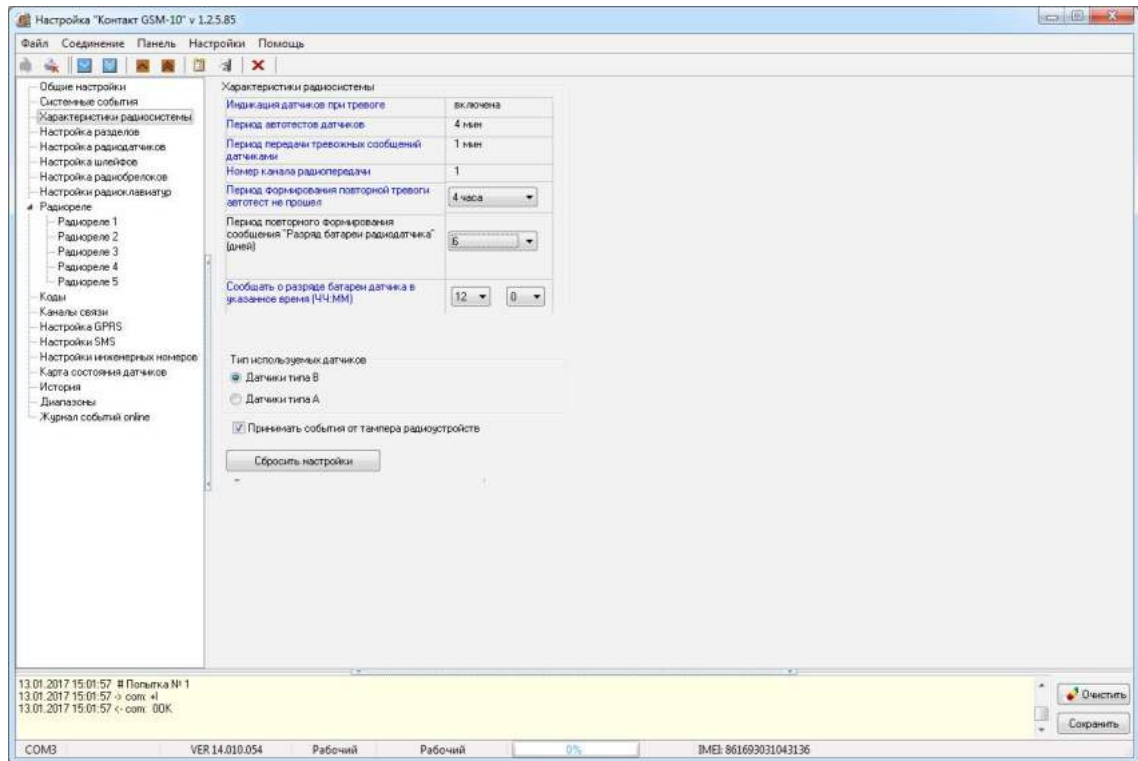 Настройка "Контакт GSM-10" v 1.2.5.85
Файл Соединение Панель Настройки Помощь
Общие настройки
Системные события
Характеристики радиосистемы
Настройка разделов
Настройка радиодатчиков
Настройка шлейфов
Настройка радиобрелоков
Настройки радиоклавиатур
Радиореле
Радиореле 1
Радиореле 2
Радиореле 3
Радиореле 4
Радиореле 5
Коды
Каналы связи
Настройка GPRS
Настройки SMS
Настройки инженерных номеров
Карта состояния датчиков
История
Диапазоны
Журнал событий online
Характеристики радиосистемы
Индикация датчиков при тревоге включена
Период автотестов датчиков 4 мин
Период передачи тревожных сообщений 1 мин
датчиками
Номер канала радиопередачи 1
Период формирования повторной тревоги 4 часа
автотест не прошел
Период повторного формирования
сообщения "Разряд батареи радиодатчика" 6
(дней)
Сообщать о разряде батареи датчика в 12 0
указанное время (ЧЧ:ММ)
Тип используемых датчиков
Датчики типа B
Датчики типа A
Принимать события от тампера радиоустройств
Сбросить настройки
13.01.2017 15:01:57 # Попытка № 1
13.01.2017 15:01:57 -> com: +I
13.01.2017 15:01:57 <- com: 00K
Очистить
Сохранить
COM3 VER 14.010.054 Рабочий Рабочий 0% IMEI: 861693031043136